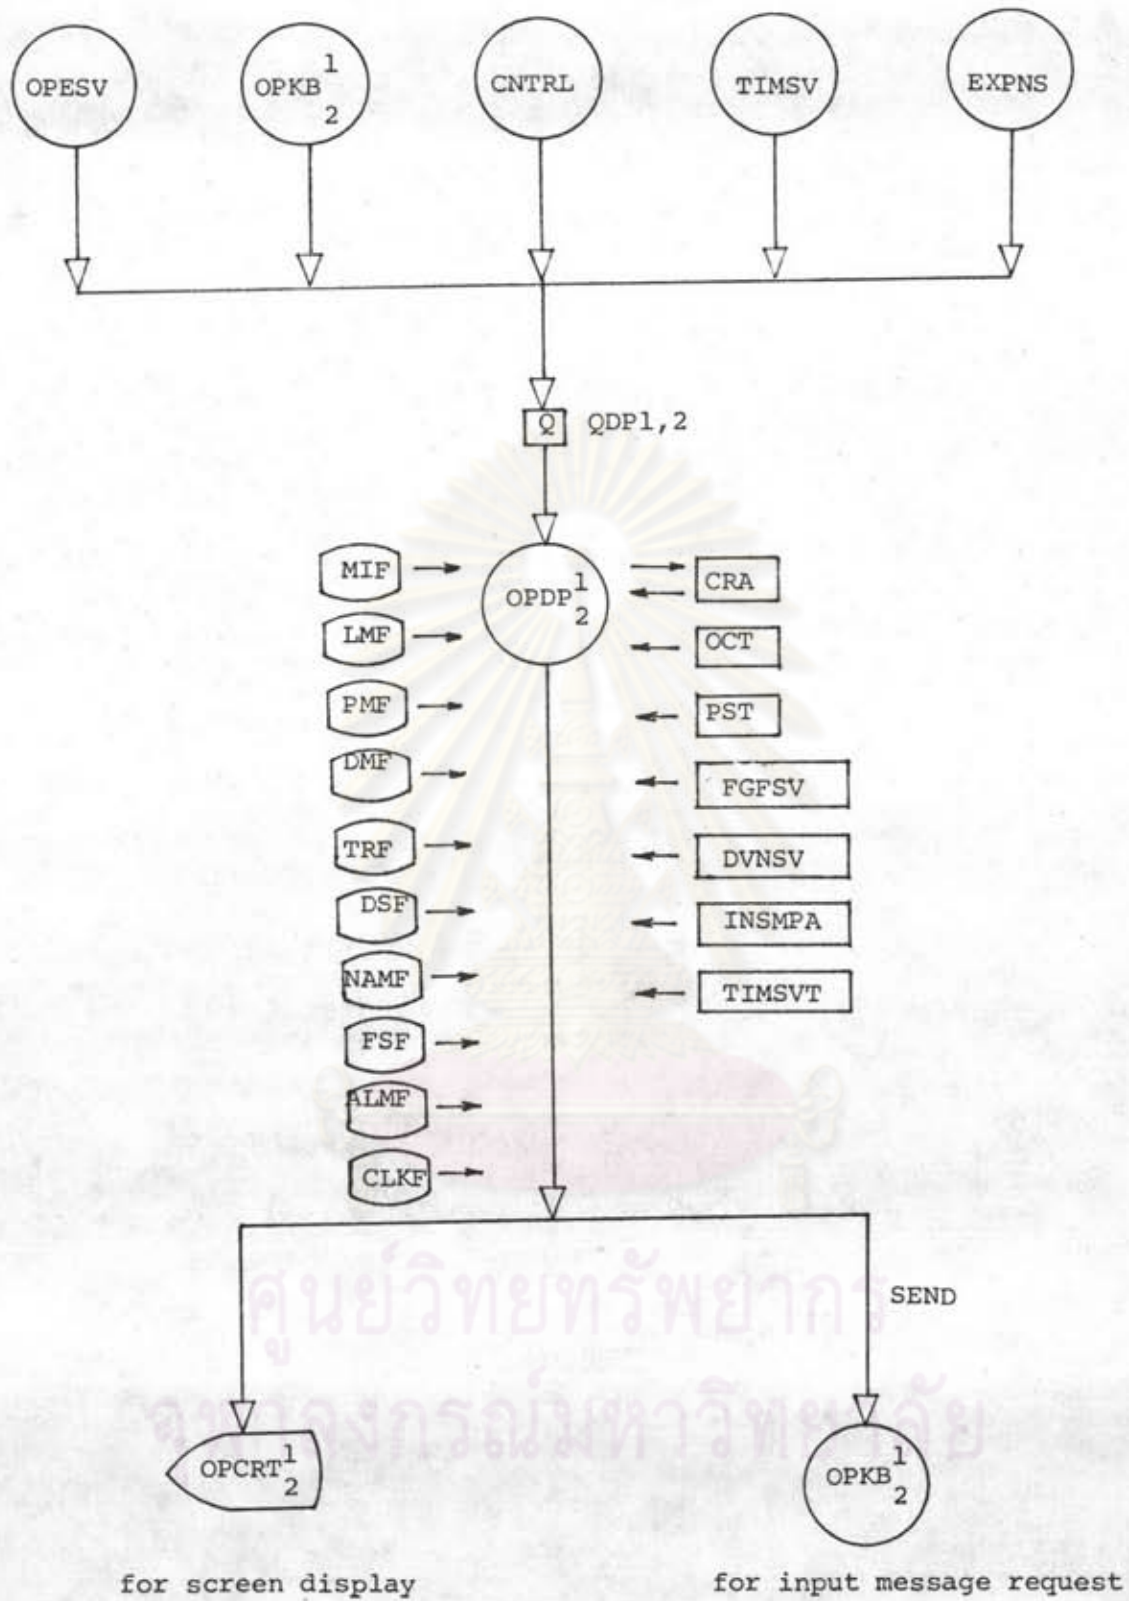 OPESV
OPKB 1 2
CNTRL
TIMSV
EXPNS
Q QDP1,2
OPDP 1 2
MIF
LMF
PMF
DMF
TRF
DSF
NAMF
FSF
ALMF
CLKF
CRA
OCT
PST
FGFSV
DVNSV
INSMPA
TIMSVT
SEND
ศูนย์วิทยทรัพยากร
จุฬาลงกรณ์มหาวิทยาลัย
OPCRT 1 2
OPKB 1 2
for screen display
for input message request